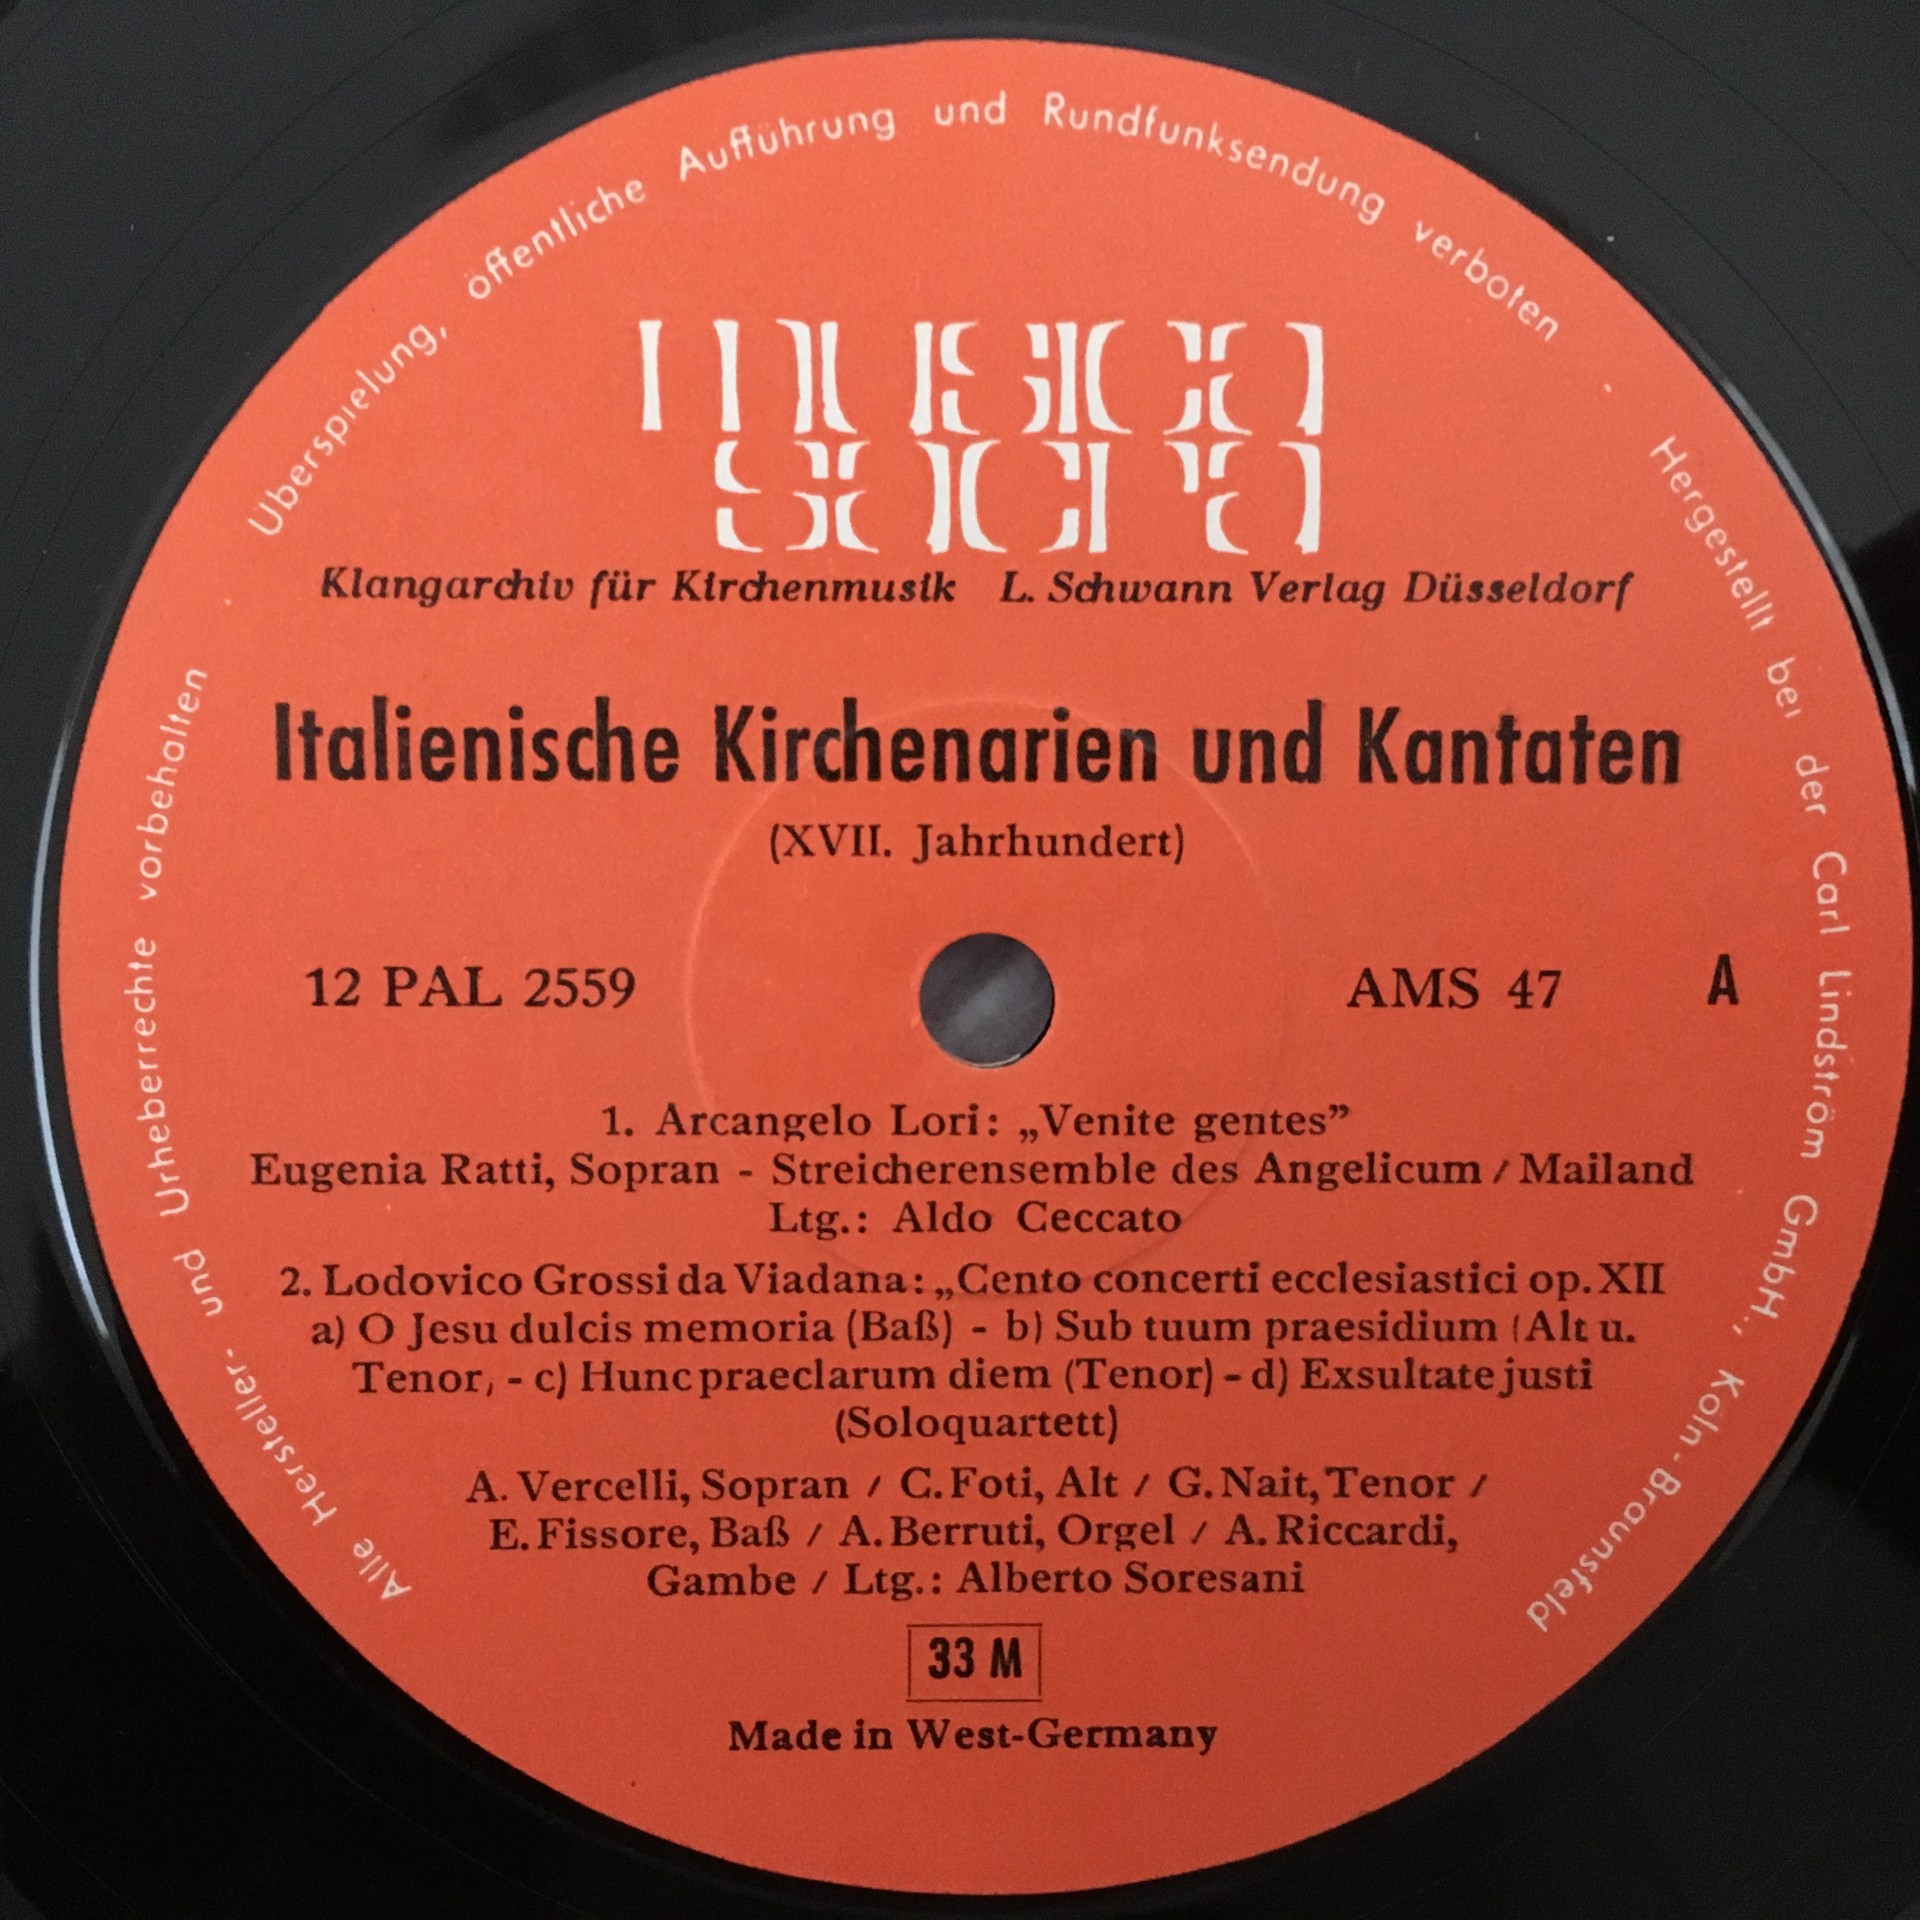 Alle Hersteller- und Urheberrechte vorbehalten
Überspielung, öffentliche Aufführung und Rundfunksendung verboten
Hergestellt bei der Carl Lindström GmbH., Köln-Braunsfeld
musica
sacra
Klangarchiv für Kirchenmusik L. Schwann Verlag Düsseldorf
Italienische Kirchenarien und Kantaten
(XVII. Jahrhundert)
12 PAL 2559 AMS 47 A
1. Arcangelo Lori: „Venite gentes”
Eugenia Ratti, Sopran - Streicherensemble des Angelicum / Mailand
Ltg.: Aldo Ceccato
2. Lodovico Grossi da Viadana: „Cento concerti ecclesiastici op. XII
a) O Jesu dulcis memoria (Baß) - b) Sub tuum praesidium (Alt u.
Tenor, - c) Hunc praeclarum diem (Tenor) - d) Exsultate justi
(Soloquartett)
A. Vercelli, Sopran / C. Foti, Alt / G. Nait, Tenor /
E. Fissore, Baß / A. Berruti, Orgel / A. Riccardi,
Gambe / Ltg.: Alberto Soresani
33 M
Made in West-Germany